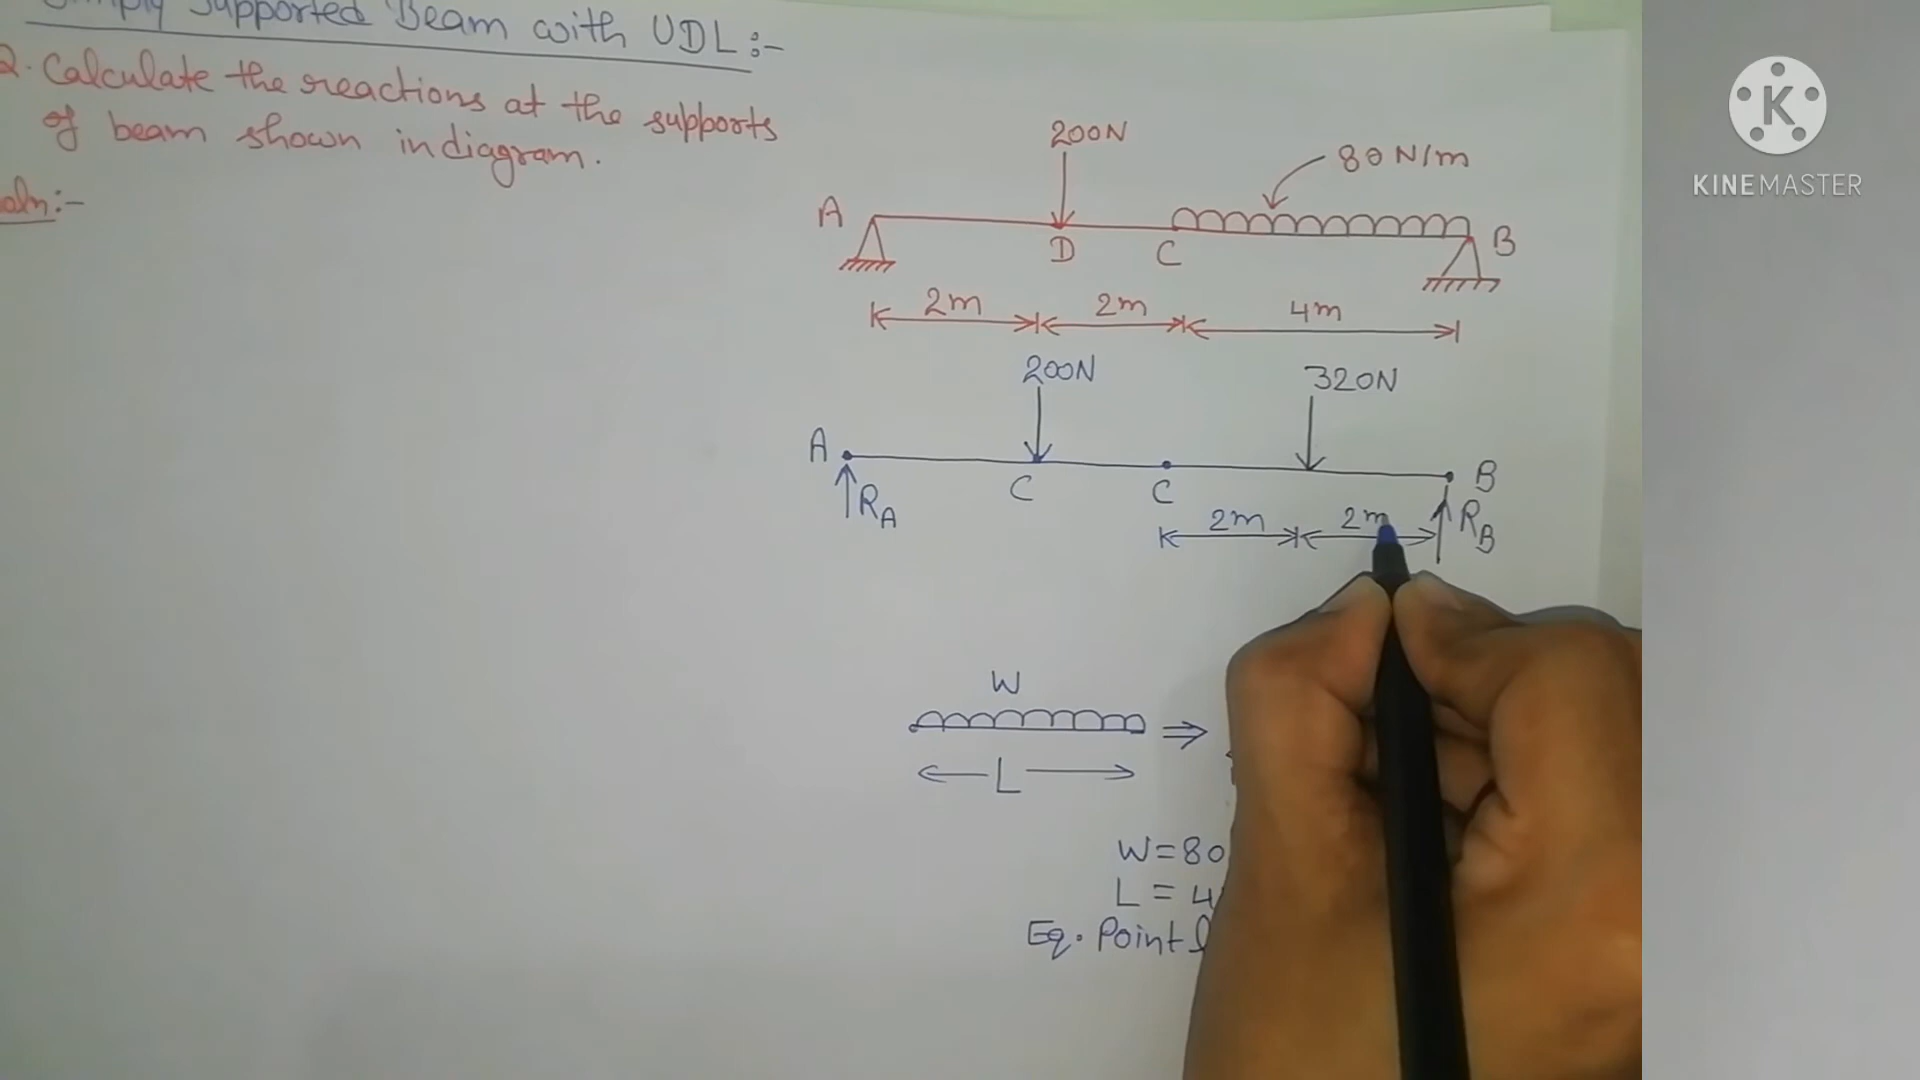 Supported Beam with UDL:-
Q. Calculate the reactions at the supports
of beam shown in diagram.
soln:-
200N
80 N/m
A
D
C
B
2m
2m
4m
200N
320N
A
C
C
B
RA
RB
2m
2m
W
⇒
L
W=80
L = 4
Eq. Point
K
KINEMASTER